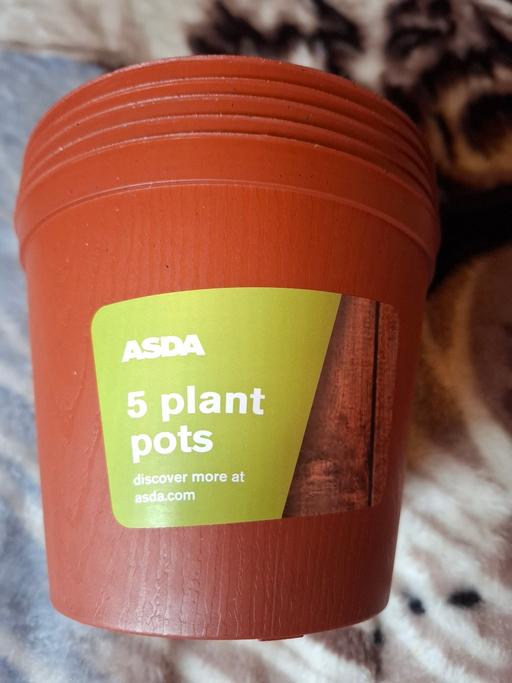 ASDA
5 plant
pots
discover more at
asda.com